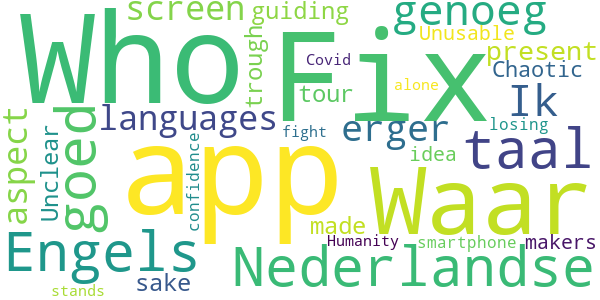 screen guiding genoeg
Who Fix Unusable
trough present
Covid Chaotic
tour alone Ik
aspect goed languages erger losing
Unclear fight taal
app idea
confidence Waar
made
Engels Humanity smartphone makers
sake Nederlandse
stands